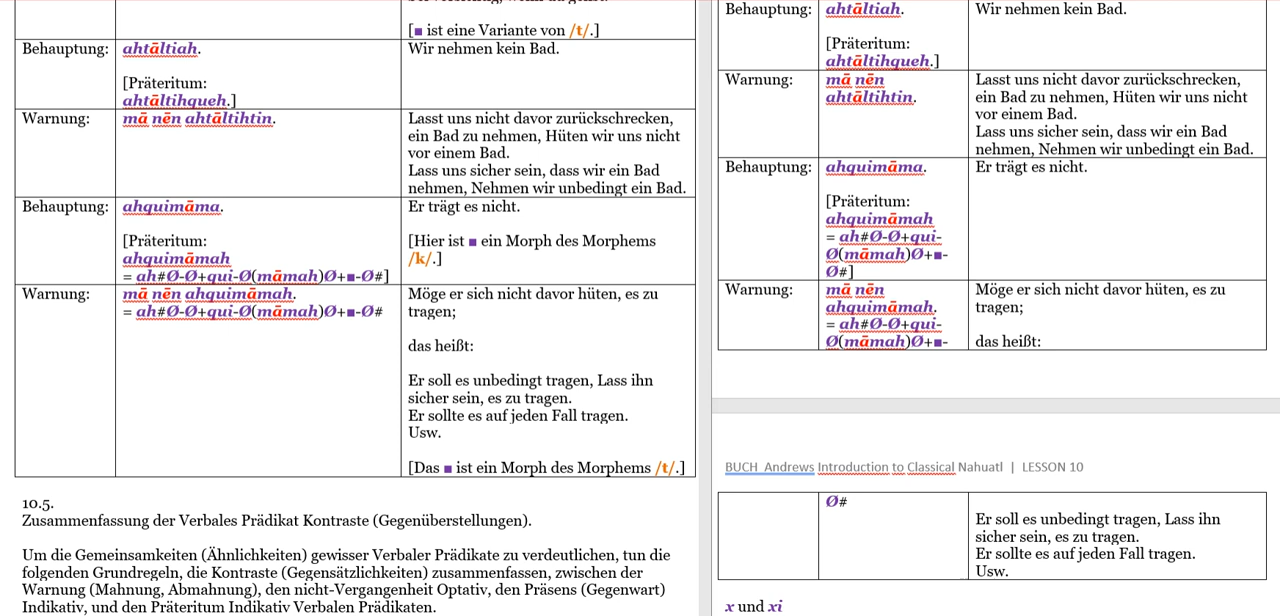 [■ ist eine Variante von /t/.]
Behauptung: ahtāltiah. Wir nehmen kein Bad.
[Präteritum:
ahtāltihqueh.]
Warnung: mā nēn ahtāltihtin. Lasst uns nicht davor zurückschrecken,
ein Bad zu nehmen, Hüten wir uns nicht
vor einem Bad.
Lass uns sicher sein, dass wir ein Bad
nehmen, Nehmen wir unbedingt ein Bad.
Behauptung: ahquimāma. Er trägt es nicht.
[Präteritum: [Hier ist ■ ein Morph des Morphems
ahquimāmah /k/.]
= ah#Ø-Ø+qui-Ø(māmah)Ø+■-Ø#]
Warnung: mā nēn ahquimāmah. Möge er sich nicht davor hüten, es zu
= ah#Ø-Ø+qui-Ø(māmah)Ø+■-Ø# tragen;
das heißt:
Er soll es unbedingt tragen, Lass ihn
sicher sein, es zu tragen.
Er sollte es auf jeden Fall tragen.
Usw.
[Das ■ ist ein Morph des Morphems /t/.]
10.5.
Zusammenfassung der Verbales Prädikat Kontraste (Gegenüberstellungen).
Um die Gemeinsamkeiten (Ähnlichkeiten) gewisser Verbaler Prädikate zu verdeutlichen, tun die
folgenden Grundregeln, die Kontraste (Gegensätzlichkeiten) zusammenfassen, zwischen der
Warnung (Mahnung, Abmahnung), den nicht-Vergangenheit Optativ, den Präsens (Gegenwart)
Indikativ, und den Präteritum Indikativ Verbalen Prädikaten.
Behauptung: ahtāltiah. Wir nehmen kein Bad.
[Präteritum:
ahtāltihqueh.]
Warnung: mā nēn Lasst uns nicht davor zurückschrecken,
ahtāltihtin. ein Bad zu nehmen, Hüten wir uns nicht
vor einem Bad.
Lass uns sicher sein, dass wir ein Bad
nehmen, Nehmen wir unbedingt ein Bad.
Behauptung: ahquimāma. Er trägt es nicht.
[Präteritum:
ahquimāmah
= ah#Ø-Ø+qui-
Ø(māmah)Ø+■-
Ø#]
Warnung: mā nēn Möge er sich nicht davor hüten, es zu
ahquimāmah. tragen;
= ah#Ø-Ø+qui-
Ø(māmah)Ø+■- das heißt:
BUCH Andrews Introduction to Classical Nahuatl | LESSON 10
Ø#
Er soll es unbedingt tragen, Lass ihn
sicher sein, es zu tragen.
Er sollte es auf jeden Fall tragen.
Usw.
x und xi